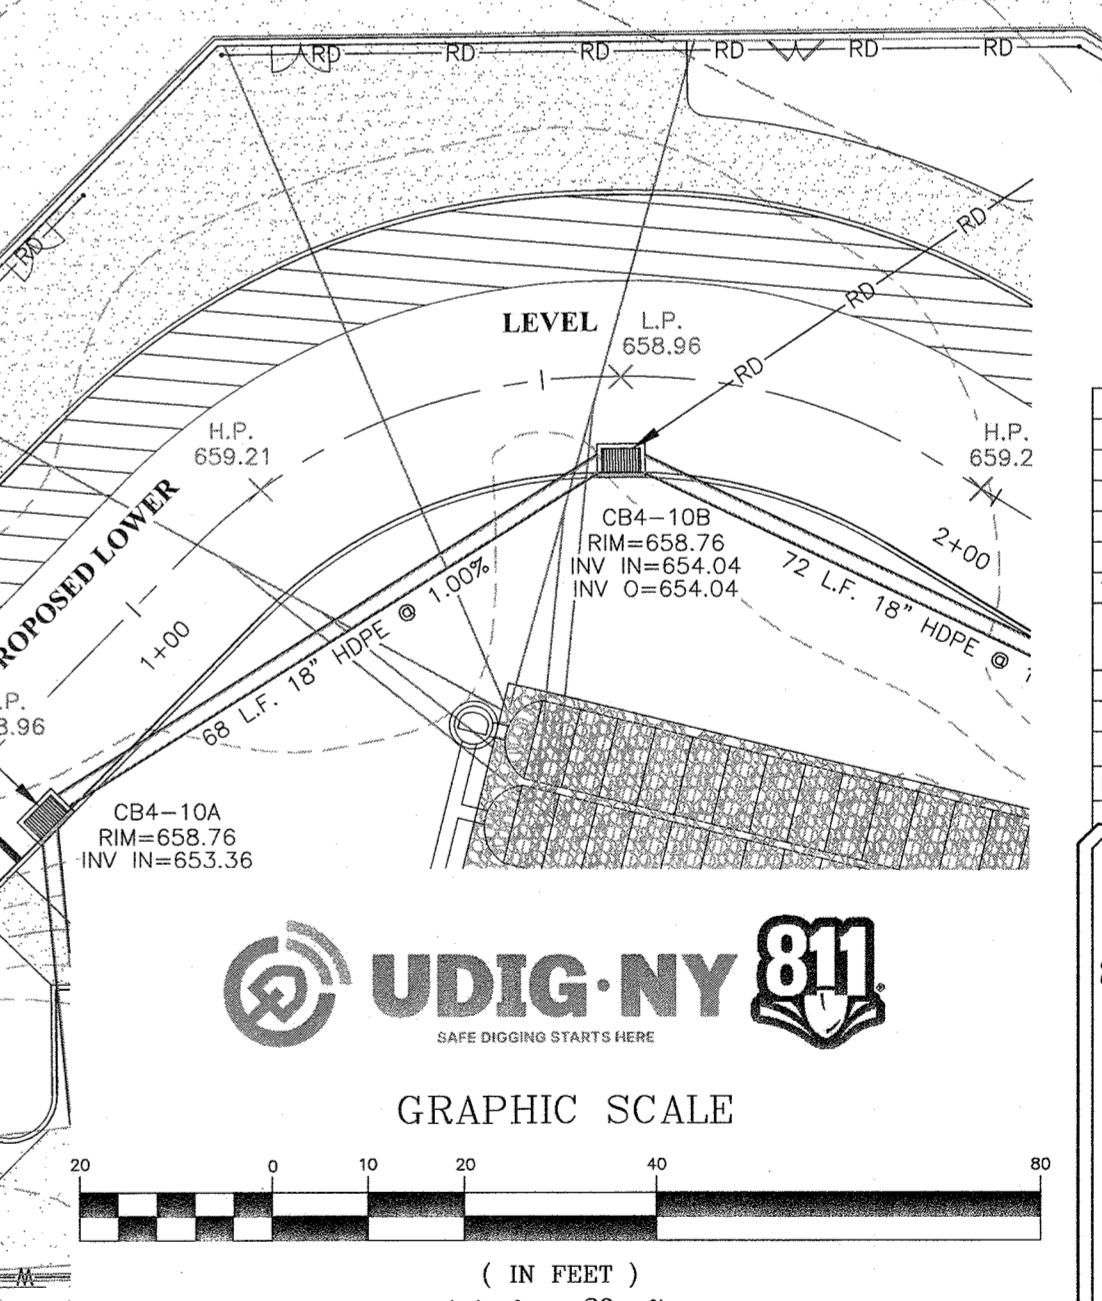 RD RD RD RD RD RD
RD
RD
RD
RD
LEVEL
L.P.
658.96
H.P.
659.21
H.P.
659.2
PROPOSED LOWER
1+00
2+00
CB4-10B
RIM=658.76
INV IN=654.04
INV O=654.04
68 L.F. 18" HDPE @ 1.00%
72 L.F. 18" HDPE @ 1
.P.
8.96
CB4-10A
RIM=658.76
INV IN=653.36
UDIG·NY
SAFE DIGGING STARTS HERE
811
®
GRAPHIC SCALE
20 0 10 20 40 80
( IN FEET )